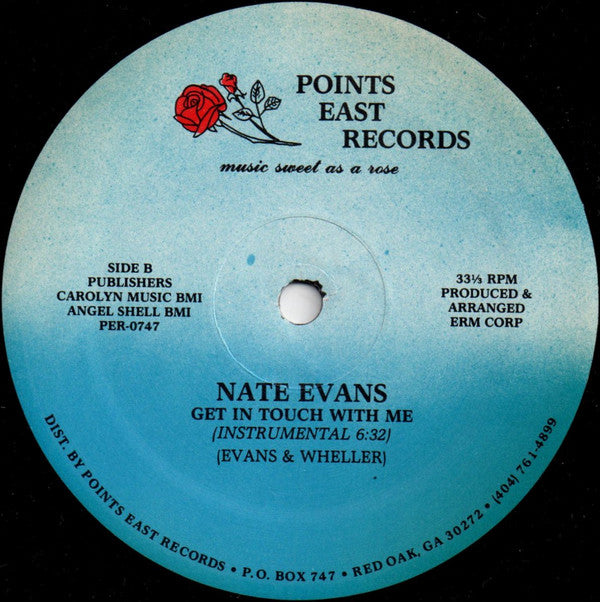 POINTS
EAST
RECORDS
music sweet as a rose
SIDE B
PUBLISHERS
CAROLYN MUSIC BMI
ANGEL SHELL BMI
PER-0747
33⅓ RPM
PRODUCED &
ARRANGED
ERM CORP
NATE EVANS
GET IN TOUCH WITH ME
(INSTRUMENTAL 6:32)
(EVANS & WHELLER)
DIST. BY POINTS EAST RECORDS • P.O. BOX 747 • RED OAK, GA 30272 • (404) 761-4899